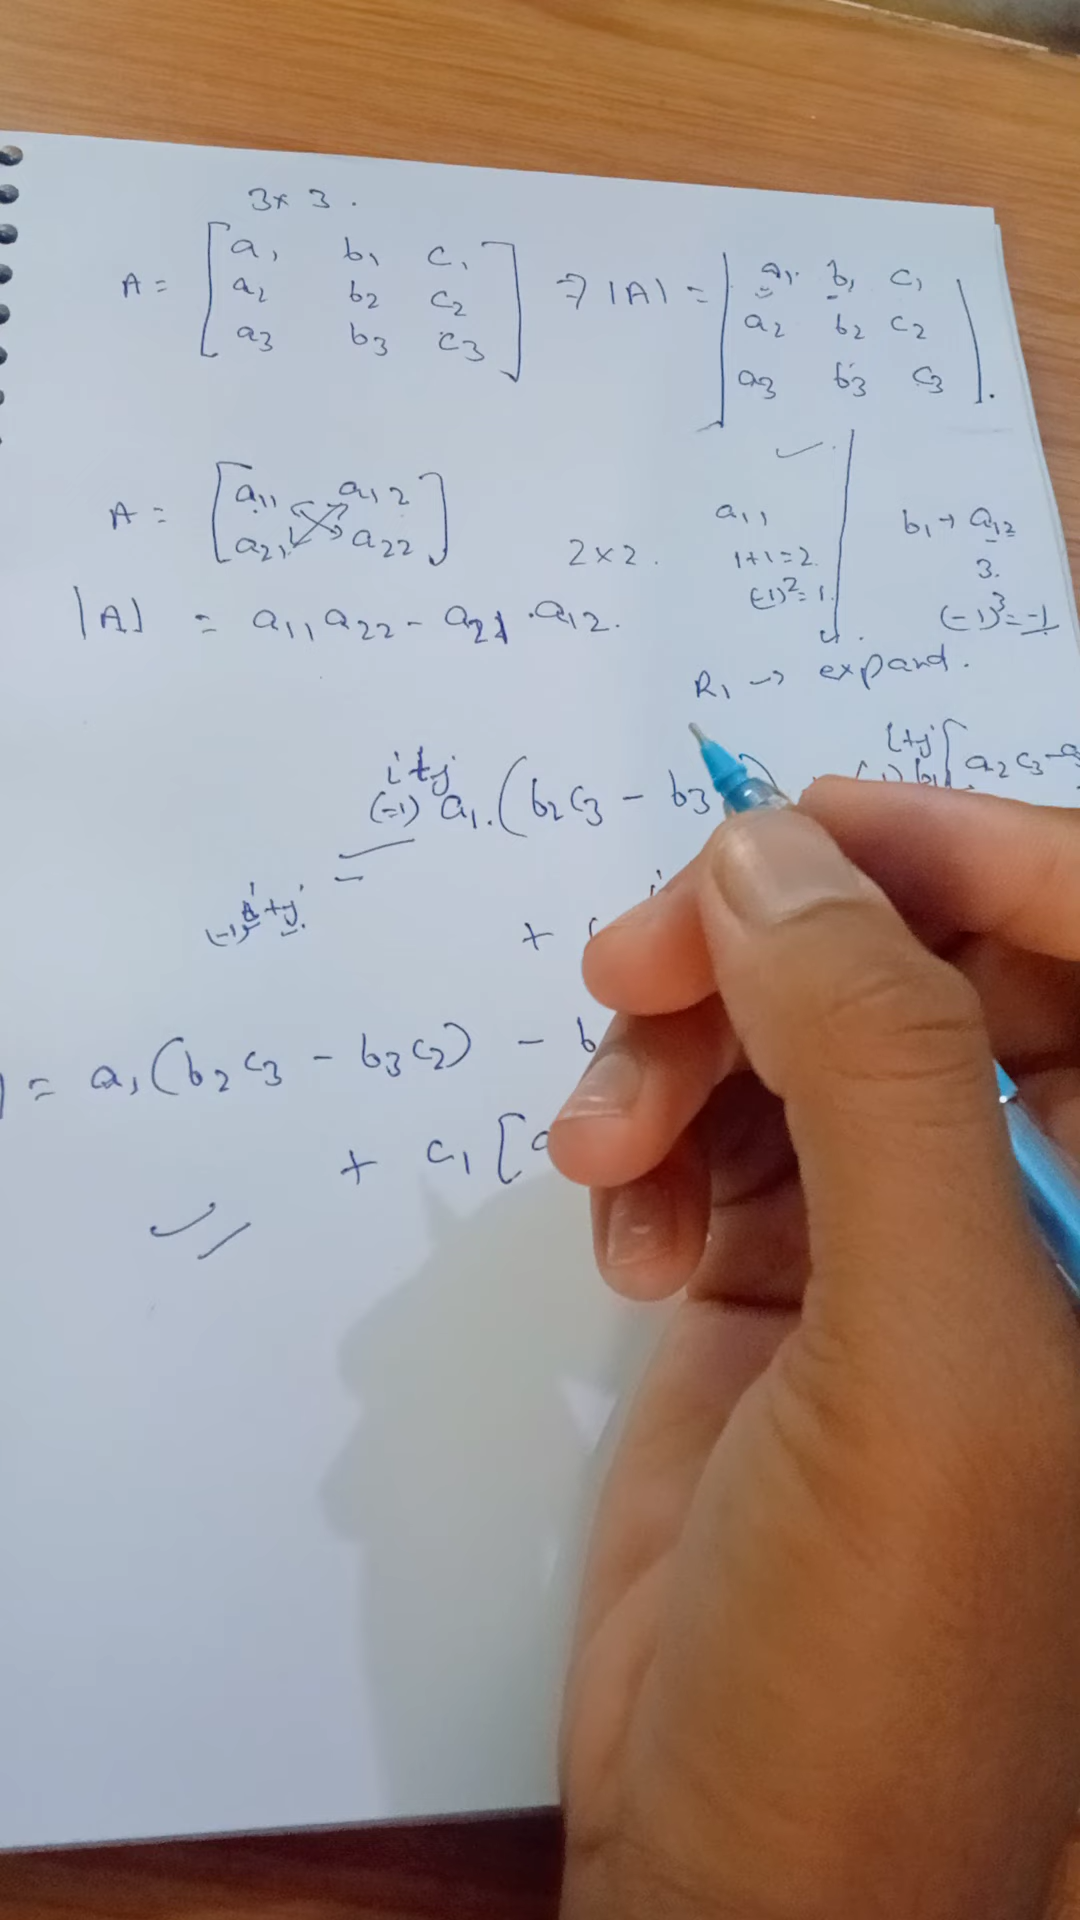 3×3.
A = [a₁ b₁ c₁
a₂ b₂ c₂
a₃ b₃ c₃] ⇒ |A| = |a₁ b₁ c₁
a₂ b₂ c₂
a₃ b₃ c₃|.
A = [a₁₁ a₁₂
a₂₁ a₂₂]
2×2.
|A| = a₁₁a₂₂ - a₂₁·a₁₂.
a₁₁
1+1=2.
(-1)²=1.
b₁ → a₁₂
3.
(-1)³=-1
R₁ → expand.
(-1)^{i+j} a₁.(b₂c₃ - b₃
(-1)^{i+j} b₁[a₂c₃-a
(-1)^{i+j}
+
= a₁(b₂c₃ - b₃c₂) - b
+ c₁[